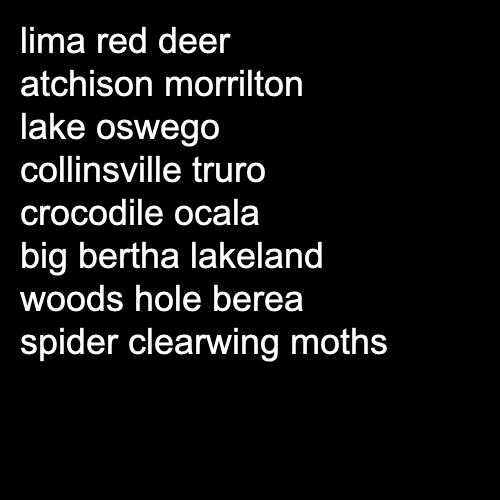 lima red deer
atchison morrilton
lake oswego
collinsville truro
crocodile ocala
big bertha lakeland
woods hole berea
spider clearwing moths